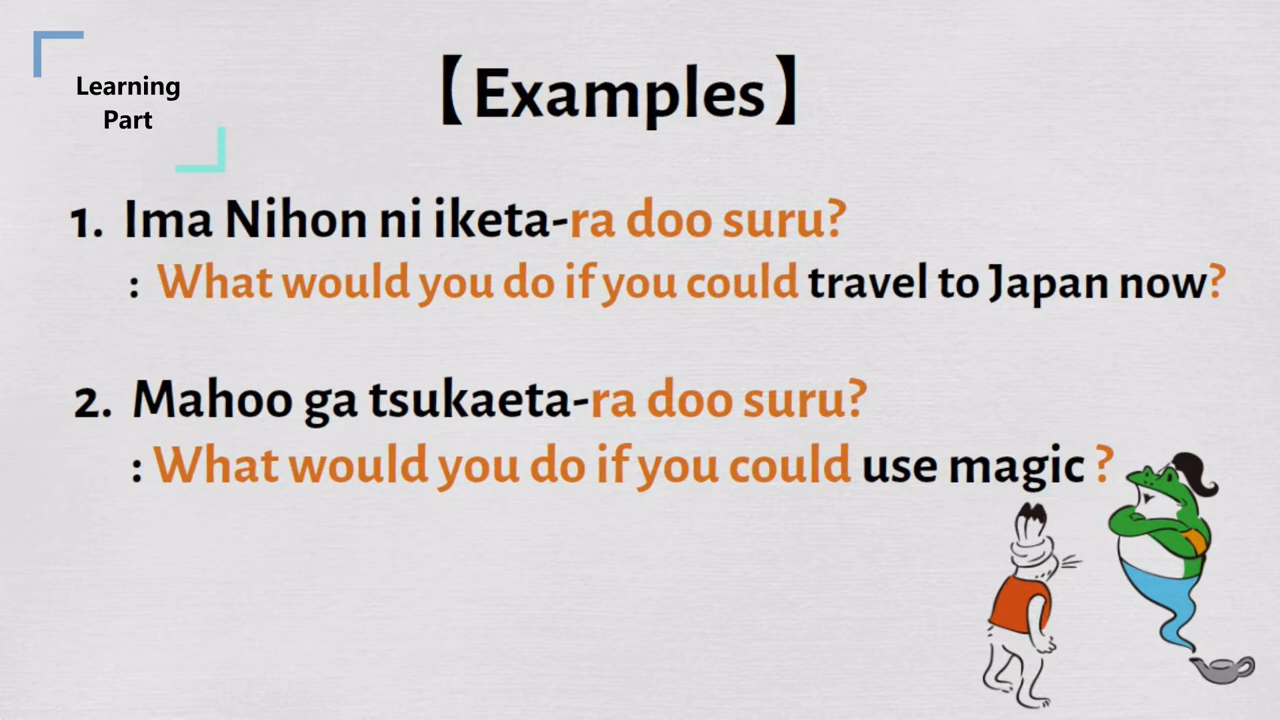 Learning
Part
【Examples】
1. Ima Nihon ni iketa-ra doo suru?
: What would you do if you could travel to Japan now?
2. Mahoo ga tsukaeta-ra doo suru?
: What would you do if you could use magic ?